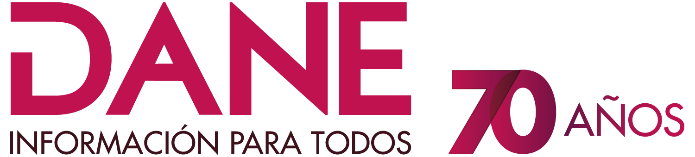 DANE
INFORMACIÓN PARA TODOS
70 AÑOS